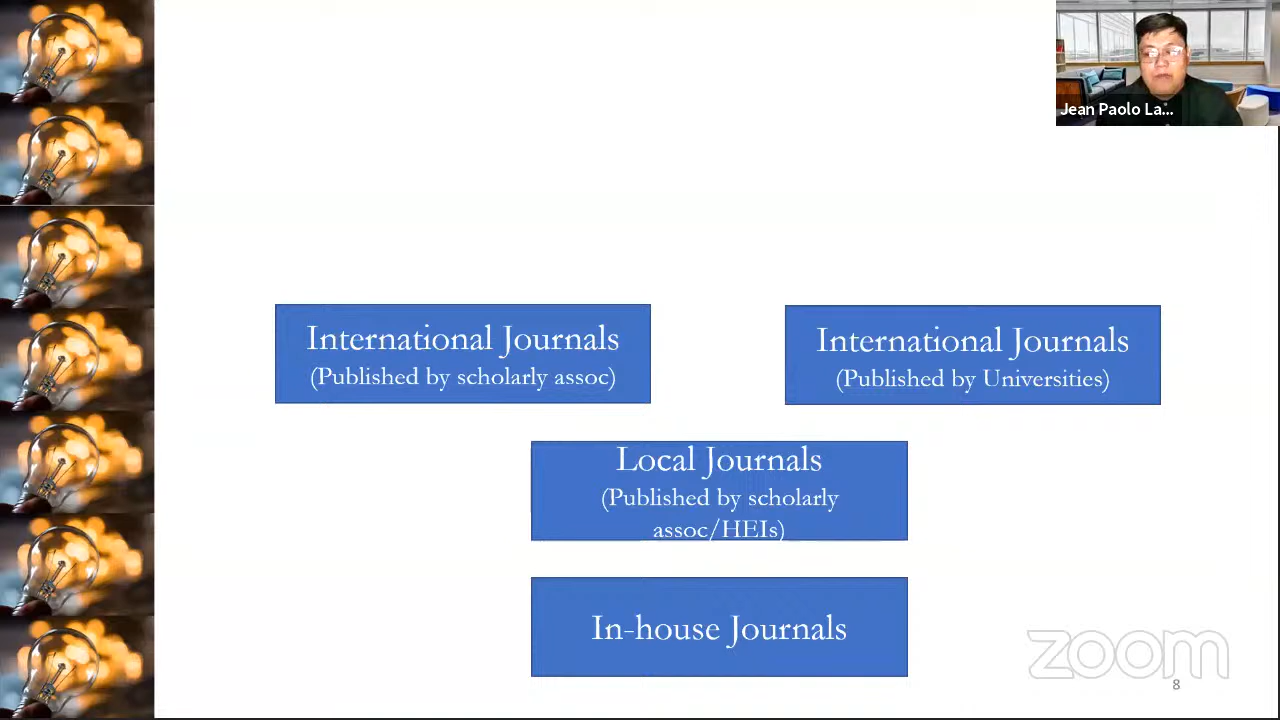 Jean Paolo La...
International Journals
(Published by scholarly assoc)
International Journals
(Published by Universities)
Local Journals
(Published by scholarly
assoc/HEIs)
In-house Journals
zoom
8